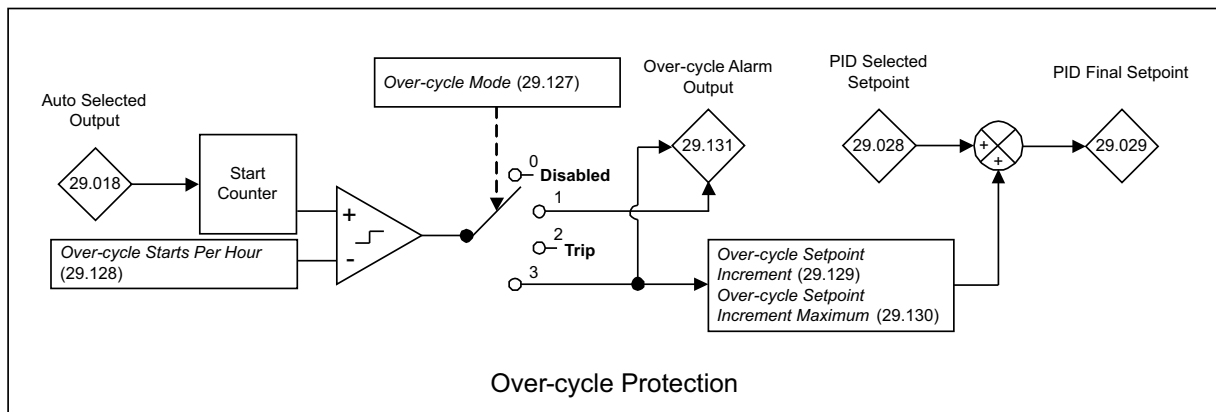 Auto Selected
Output
29.018
Start
Counter
Over-cycle Starts Per Hour
(29.128)
+
-
Over-cycle Mode (29.127)
0
Disabled
1
2
Trip
3
Over-cycle Alarm
Output
29.131
Over-cycle Setpoint
Increment (29.129)
Over-cycle Setpoint
Increment Maximum (29.130)
PID Selected
Setpoint
29.028
+
+
PID Final Setpoint
29.029
Over-cycle Protection